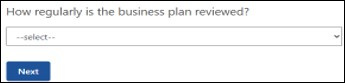 How regularly is the business plan reviewed?
--select--
Next